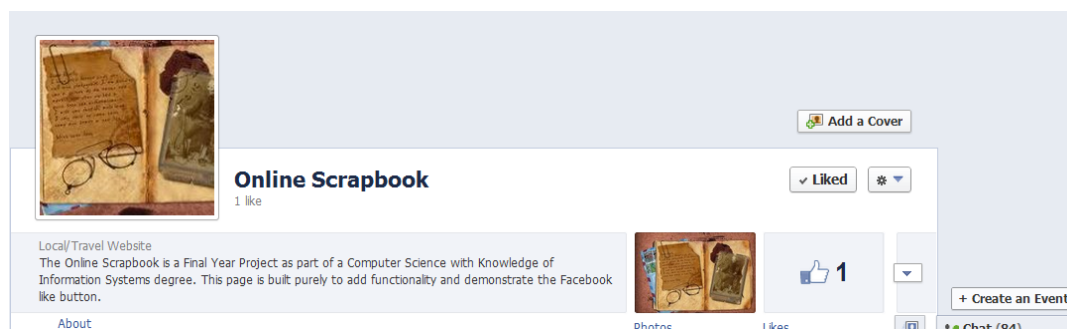 Add a Cover
Online Scrapbook
Liked
1 like
Local/Travel Website
The Online Scrapbook is a Final Year Project as part of a Computer Science with Knowledge of
Information Systems degree. This page is built purely to add functionality and demonstrate the Facebook
like button.
1
+ Create an Event
About
Photos
Likes
Chat (84)